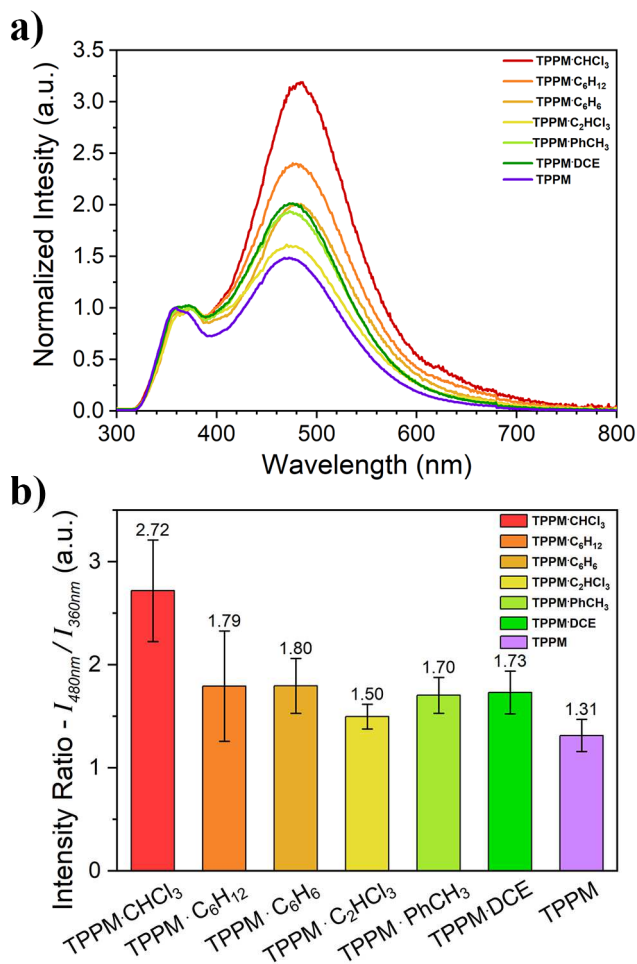 a)
3.5
3.0
2.5
2.0
1.5
1.0
0.5
0.0
Normalized Intesity (a.u.)
TPPM·CHCl₃
TPPM·C₆H₁₂
TPPM·C₆H₆
TPPM·C₂HCl₃
TPPM·PhCH₃
TPPM·DCE
TPPM
300 400 500 600 700 800
Wavelength (nm)
b)
3
2
1
0
Intensity Ratio - I480nm / I360nm (a.u.)
2.72
1.79
1.80
1.50
1.70
1.73
1.31
TPPM·CHCl₃
TPPM·C₆H₁₂
TPPM·C₆H₆
TPPM·C₂HCl₃
TPPM·PhCH₃
TPPM·DCE
TPPM
TPPM·CHCl₃
TPPM · C₆H₁₂
TPPM · C₆H₆
TPPM · C₂HCl₃
TPPM · PhCH₃
TPPM·DCE
TPPM